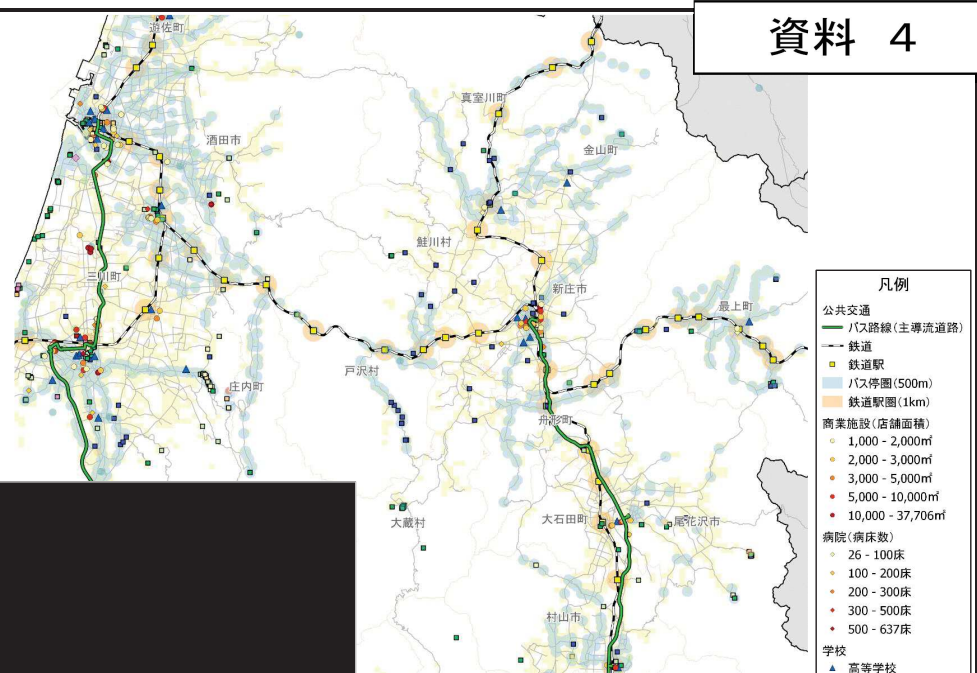 資料 4
遊佐町
真室川町
酒田市
金山町
鮭川村
三川町
新庄市
最上町
戸沢村
庄内町
舟形町
大蔵村
大石田町
尾花沢市
村山市
凡例
公共交通
バス路線(主導流道路)
鉄道
鉄道駅
バス停圏(500m)
鉄道駅圏(1km)
商業施設(店舗面積)
1,000 - 2,000㎡
2,000 - 3,000㎡
3,000 - 5,000㎡
5,000 - 10,000㎡
10,000 - 37,706㎡
病院(病床数)
26 - 100床
100 - 200床
200 - 300床
300 - 500床
500 - 637床
学校
高等学校